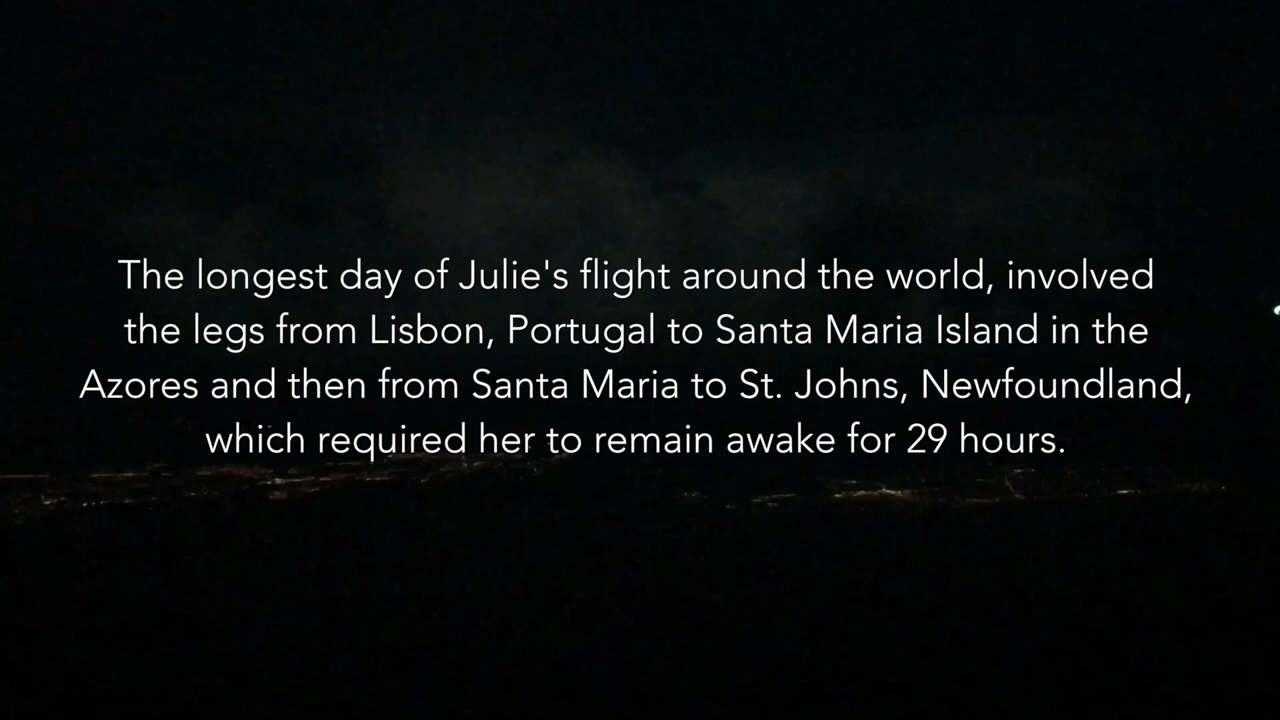 The longest day of Julie's flight around the world, involved
the legs from Lisbon, Portugal to Santa Maria Island in the
Azores and then from Santa Maria to St. Johns, Newfoundland,
which required her to remain awake for 29 hours.